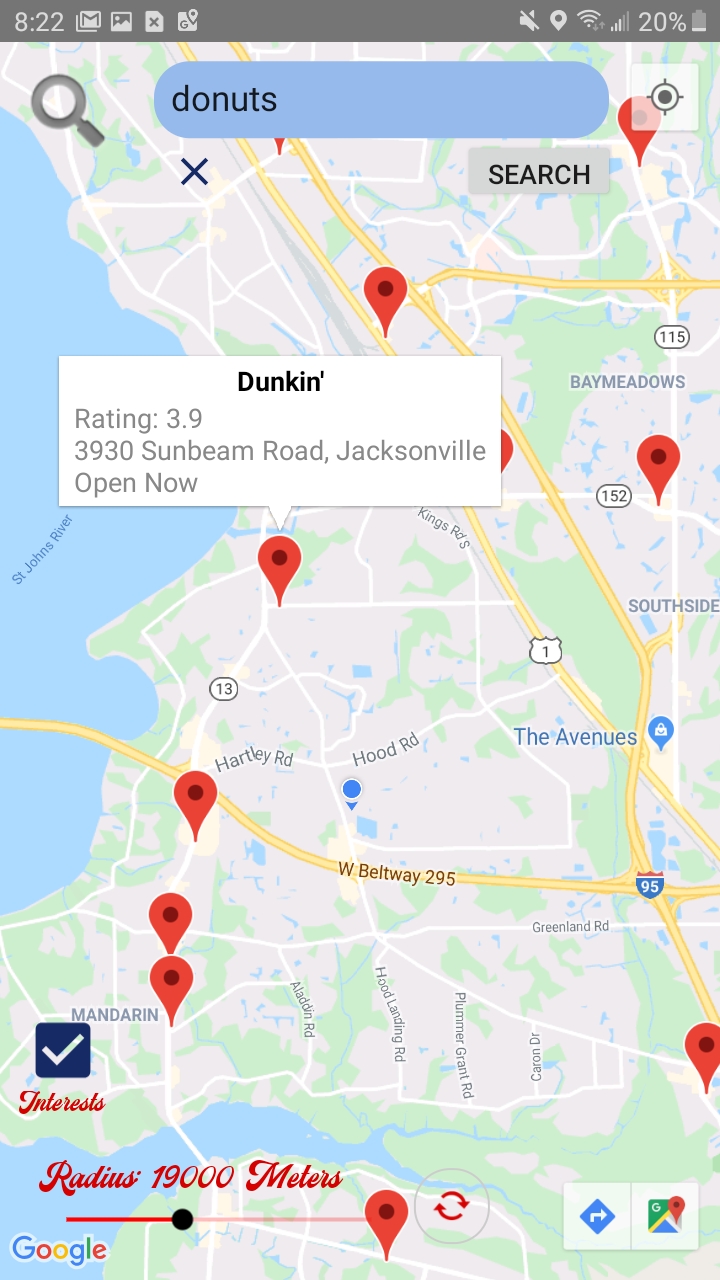 8:22
20%
donuts
SEARCH
115
BAYMEADOWS
Dunkin'
Rating: 3.9
3930 Sunbeam Road, Jacksonville
Open Now
152
Kings Rd S
St Johns River
SOUTHSIDE
1
13
The Avenues
Hood Rd
Hartley Rd
W Beltway 295
95
Greenland Rd
Aladdin Rd
Hood Landing Rd
Plummer Grant Rd
Caron Dr
MANDARIN
Interests
Radius: 19000 Meters
Google